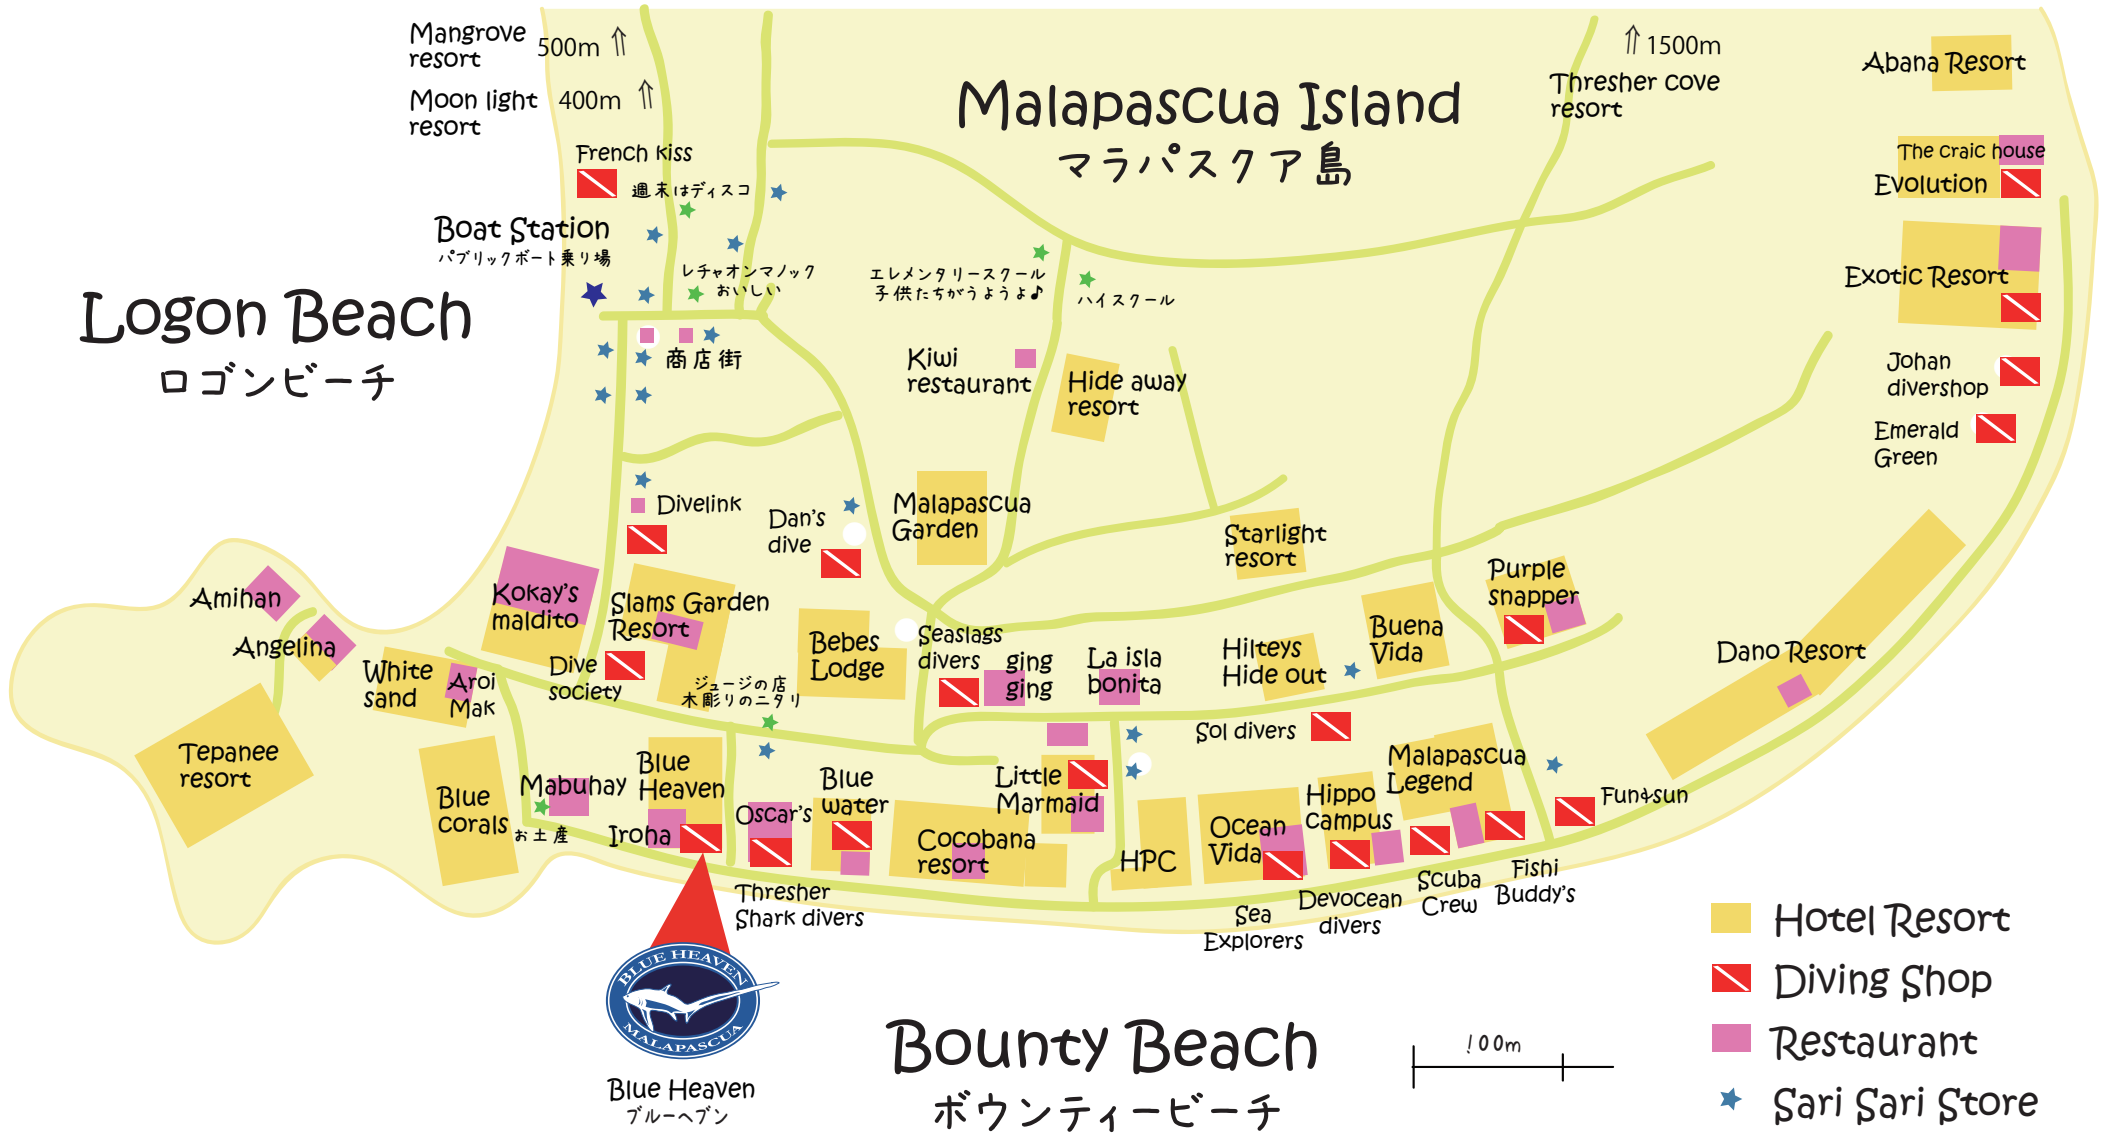 Mangrove
resort
500m
Moon light
resort
400m
1500m
Thresher cove
resort
Abana Resort
Malapascua Island
マラパスクア島
French kiss
週末はディスコ
The craic house
Evolution
Boat Station
パブリックボート乗り場
レチャオンマノック
おいしい
エレメンタリースクール
子供たちがうようよ♪
ハイスクール
Exotic Resort
Logon Beach
ロゴンビーチ
商店街
Kiwi
restaurant
Hide away
resort
Johan
divershop
Emerald
Green
Divelink
Dan's
dive
Malapascua
Garden
Starlight
resort
Amihan
Angelina
Kokay's
maldito
Slams Garden
Resort
Bebes
Lodge
Seaslags
divers
ging
ging
La isla
bonita
Hilteys
Hide out
Buena
Vida
Purple
snapper
Dano Resort
White
sand
Aroi
Mak
Dive
society
ジュージの店
木彫りのニタリ
Tepanee
resort
Sol divers
Blue
corals
Mabuhay
お土産
Blue
Heaven
Iroha
Oscar's
Blue
water
Little
Marmaid
Cocobana
resort
HPC
Ocean
Vida
Hippo
campus
Malapascua
Legend
Fun&sun
Thresher
Shark divers
Sea
Explorers
Devocean
divers
Scuba
Crew
Fishi
Buddy's
BLUE HEAVEN
MALAPASCUA
Blue Heaven
ブルーヘブン
Bounty Beach
ボウンティービーチ
100m
Hotel Resort
Diving Shop
Restaurant
Sari Sari Store